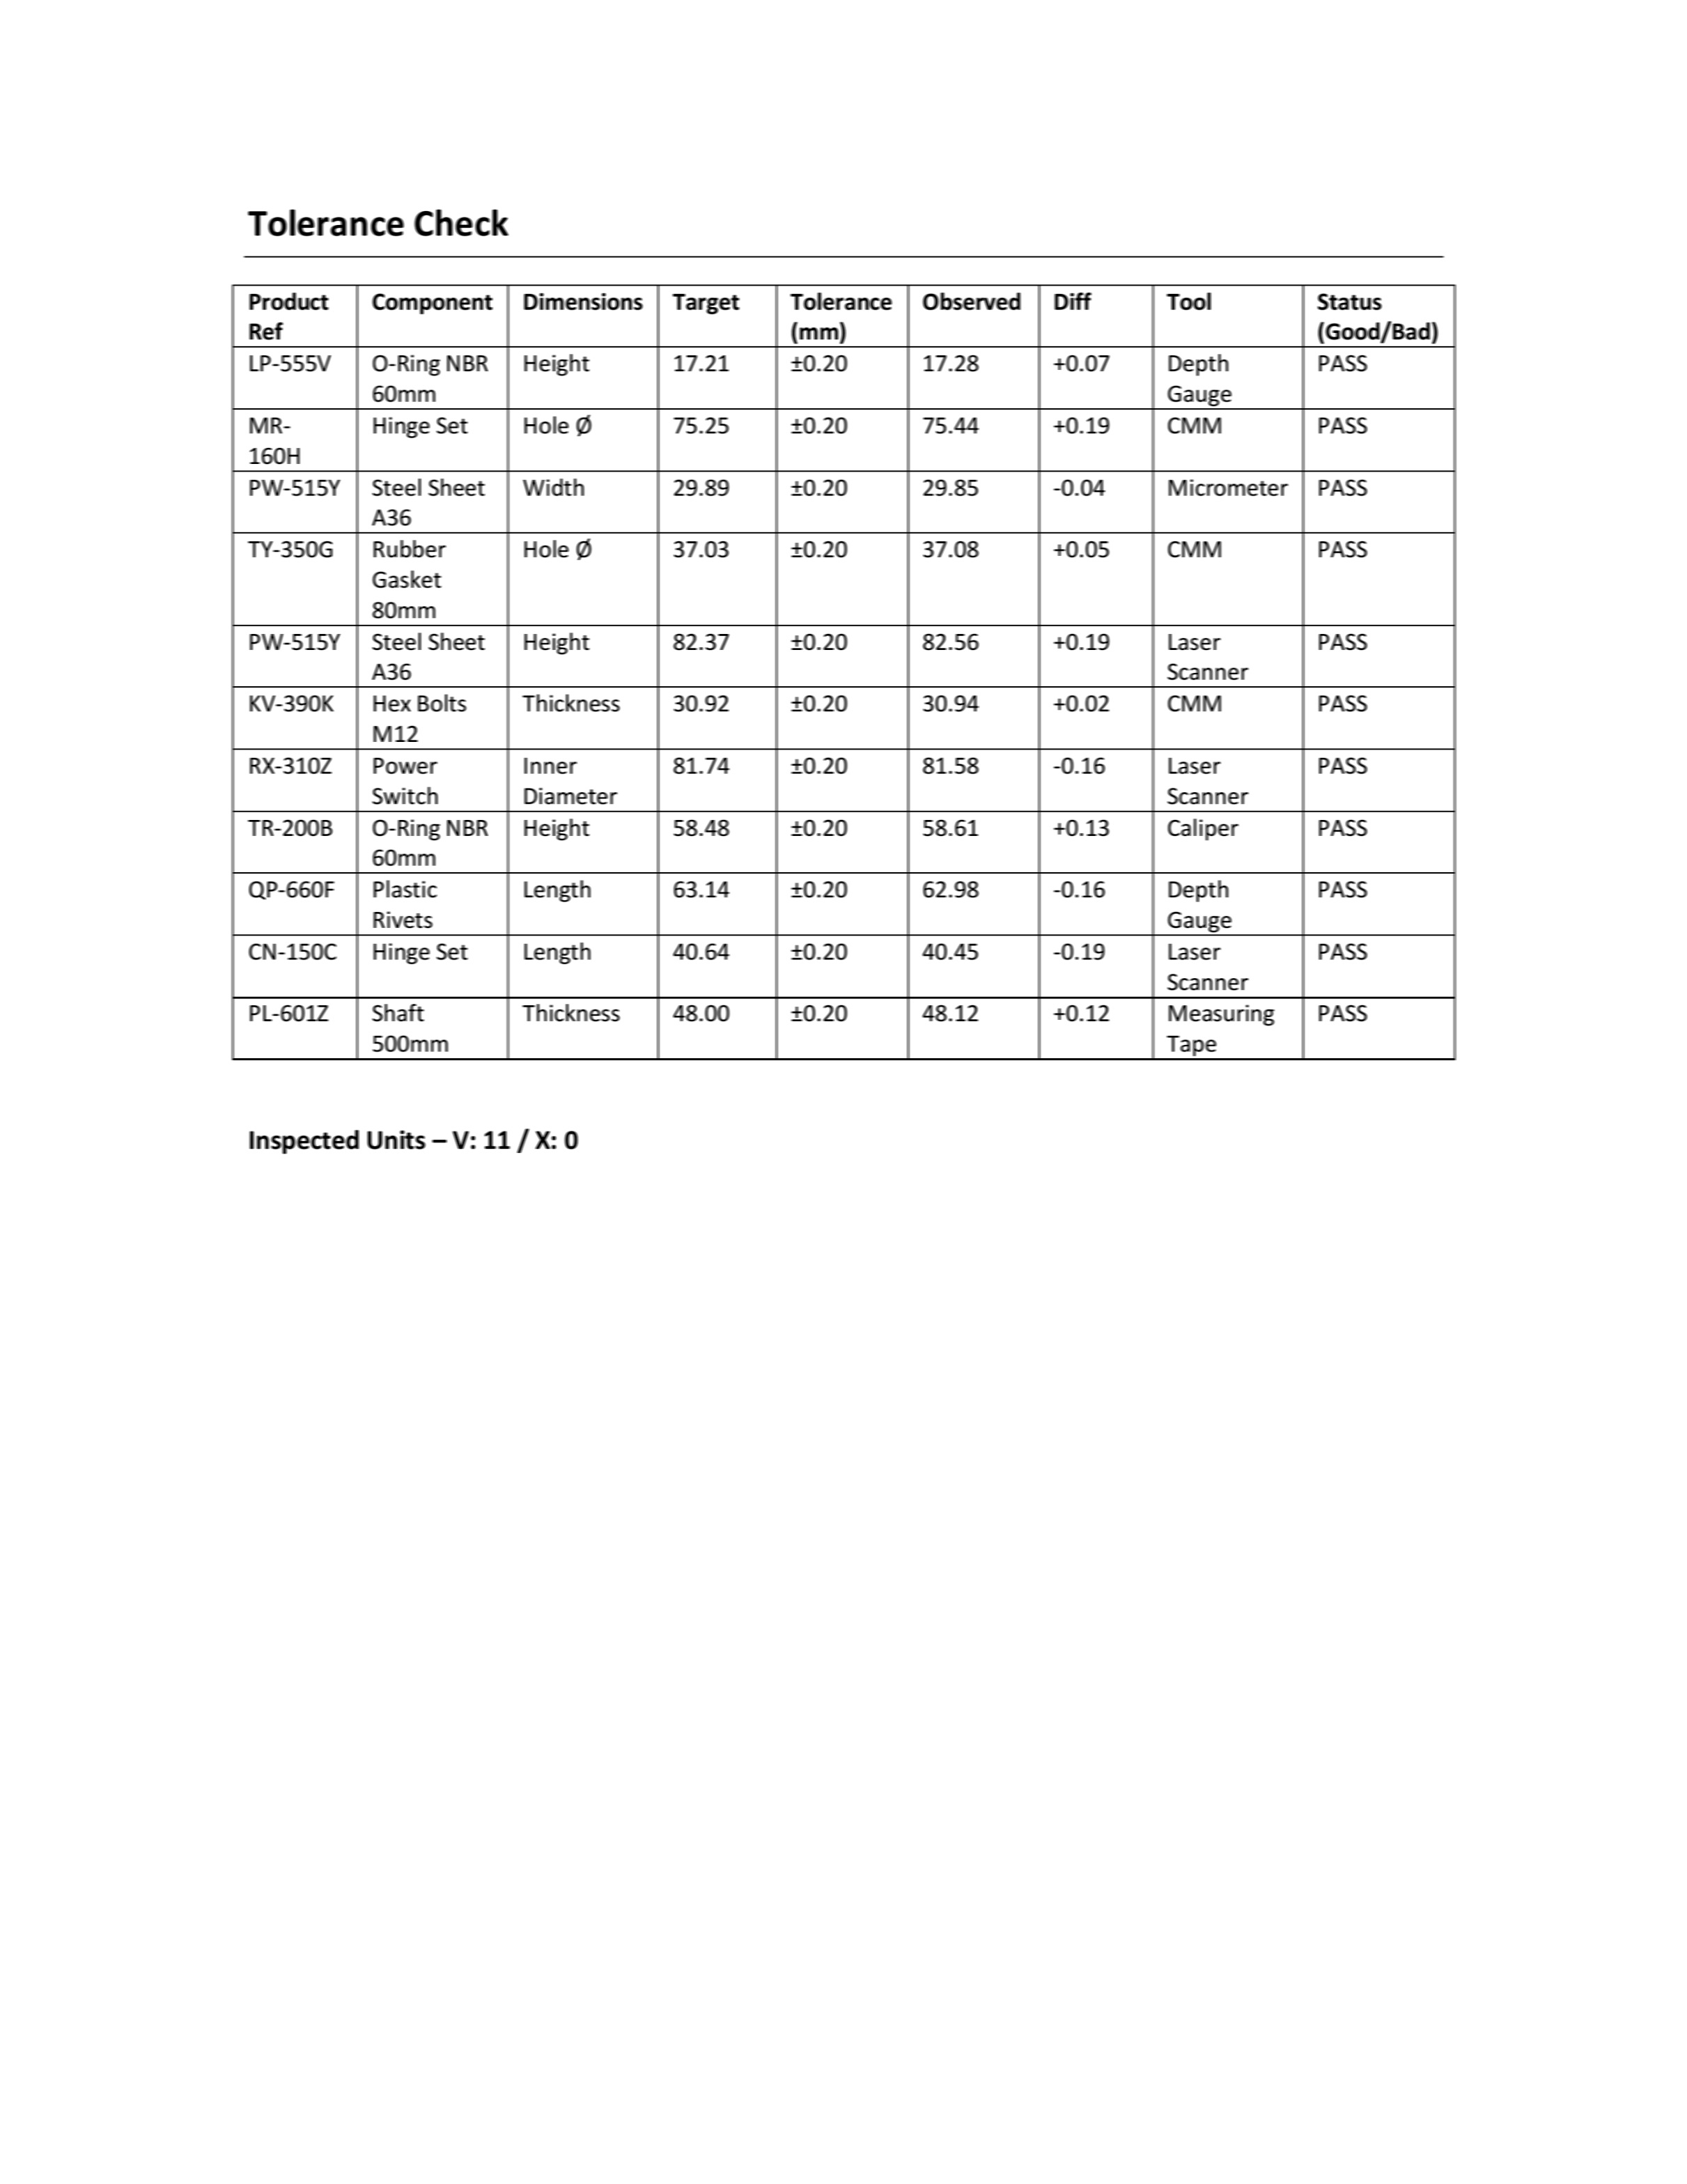 Tolerance Check
Product Ref Component Dimensions Target Tolerance (mm) Observed Diff Tool Status (Good/Bad)
LP-555V O-Ring NBR 60mm Height 17.21 ±0.20 17.28 +0.07 Depth Gauge PASS
MR-160H Hinge Set Hole Ø 75.25 ±0.20 75.44 +0.19 CMM PASS
PW-515Y Steel Sheet A36 Width 29.89 ±0.20 29.85 -0.04 Micrometer PASS
TY-350G Rubber Gasket 80mm Hole Ø 37.03 ±0.20 37.08 +0.05 CMM PASS
PW-515Y Steel Sheet A36 Height 82.37 ±0.20 82.56 +0.19 Laser Scanner PASS
KV-390K Hex Bolts M12 Thickness 30.92 ±0.20 30.94 +0.02 CMM PASS
RX-310Z Power Switch Inner Diameter 81.74 ±0.20 81.58 -0.16 Laser Scanner PASS
TR-200B O-Ring NBR 60mm Height 58.48 ±0.20 58.61 +0.13 Caliper PASS
QP-660F Plastic Rivets Length 63.14 ±0.20 62.98 -0.16 Depth Gauge PASS
CN-150C Hinge Set Length 40.64 ±0.20 40.45 -0.19 Laser Scanner PASS
PL-601Z Shaft 500mm Thickness 48.00 ±0.20 48.12 +0.12 Measuring Tape PASS
Inspected Units – V: 11 / X: 0